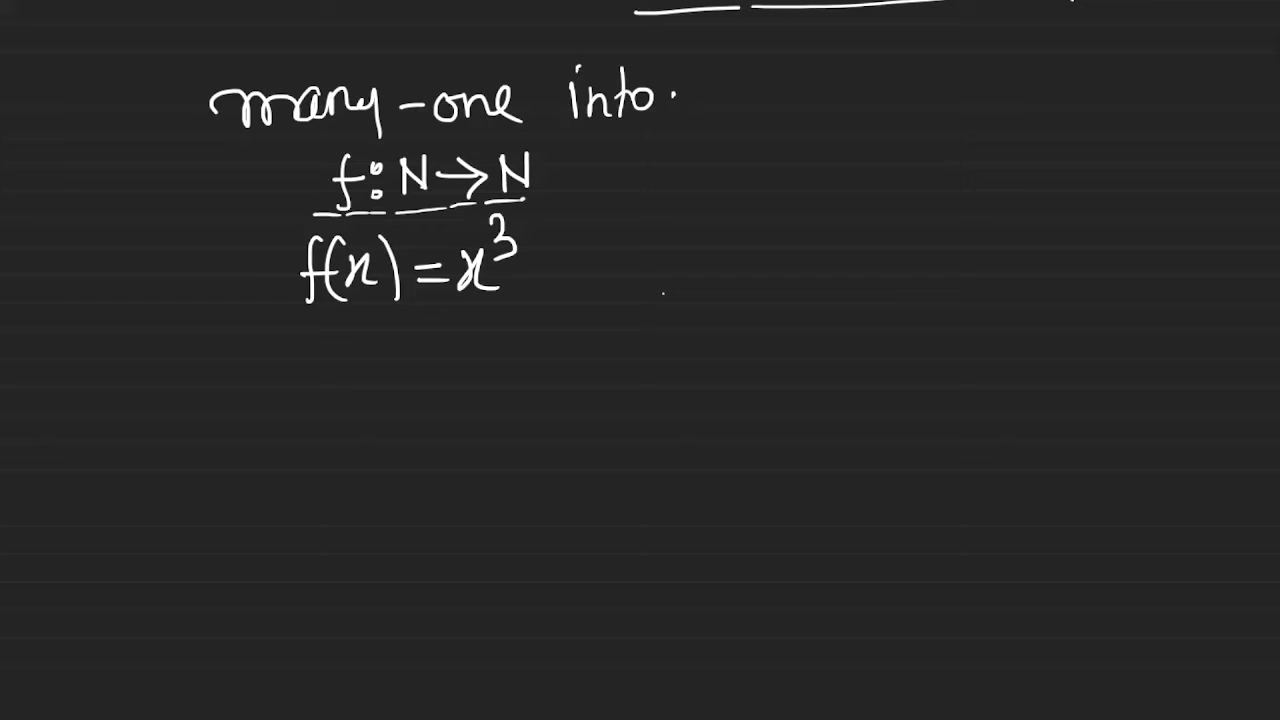 many-one into.
f: N→N
f(x) = x³